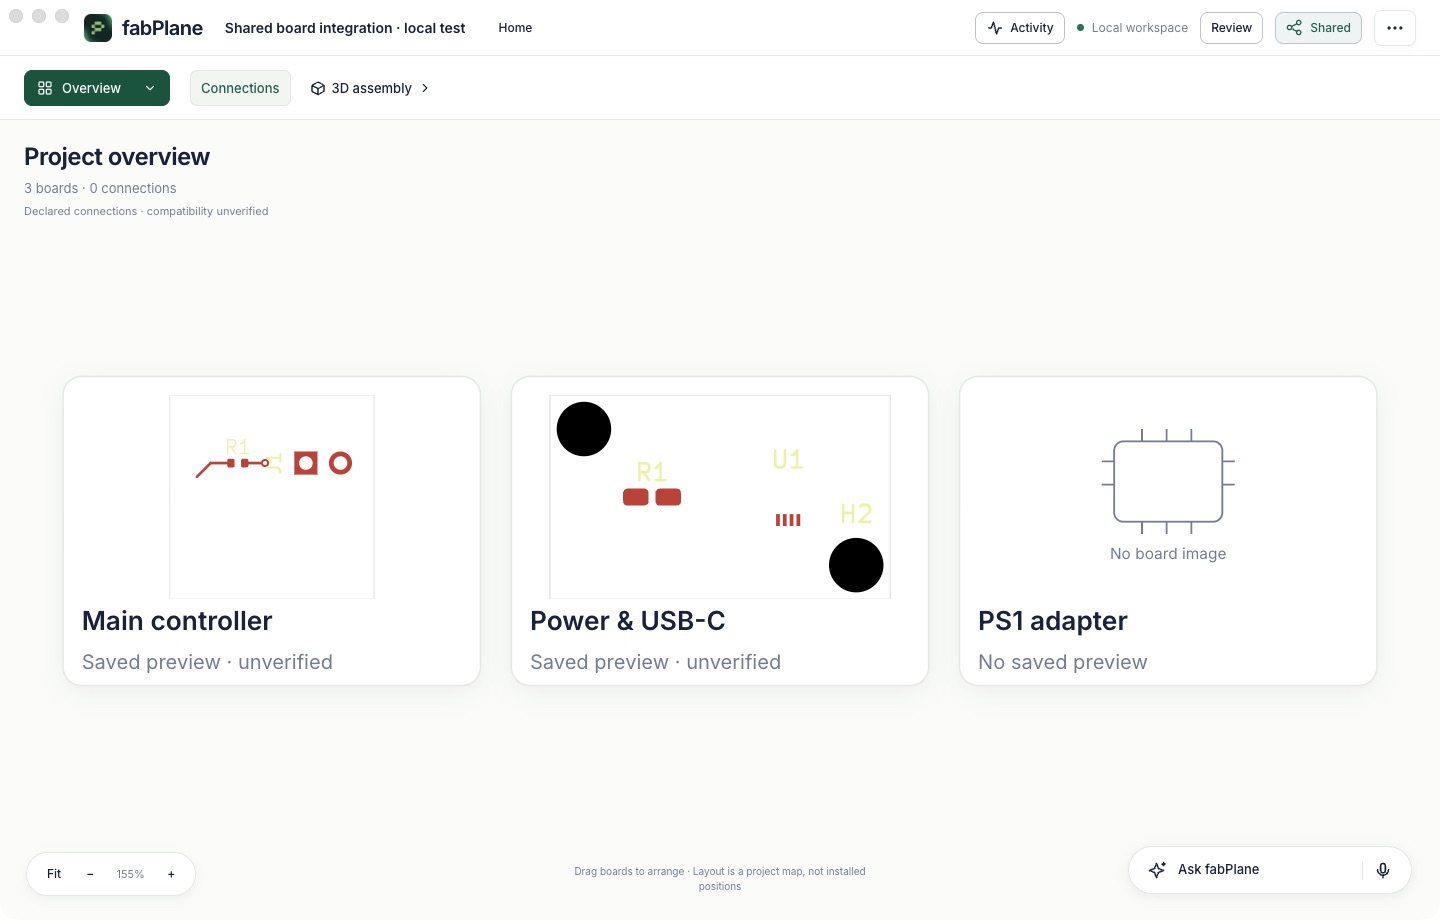 fabPlane
Shared board integration · local test
Home
Activity
Local workspace
Review
Shared
Overview
Connections
3D assembly
Project overview
3 boards · 0 connections
Declared connections · compatibility unverified
R1
J1
R1
U1
H2
No board image
Main controller
Saved preview · unverified
Power & USB-C
Saved preview · unverified
PS1 adapter
No saved preview
Fit
−
155%
+
Drag boards to arrange · Layout is a project map, not installed
positions
Ask fabPlane